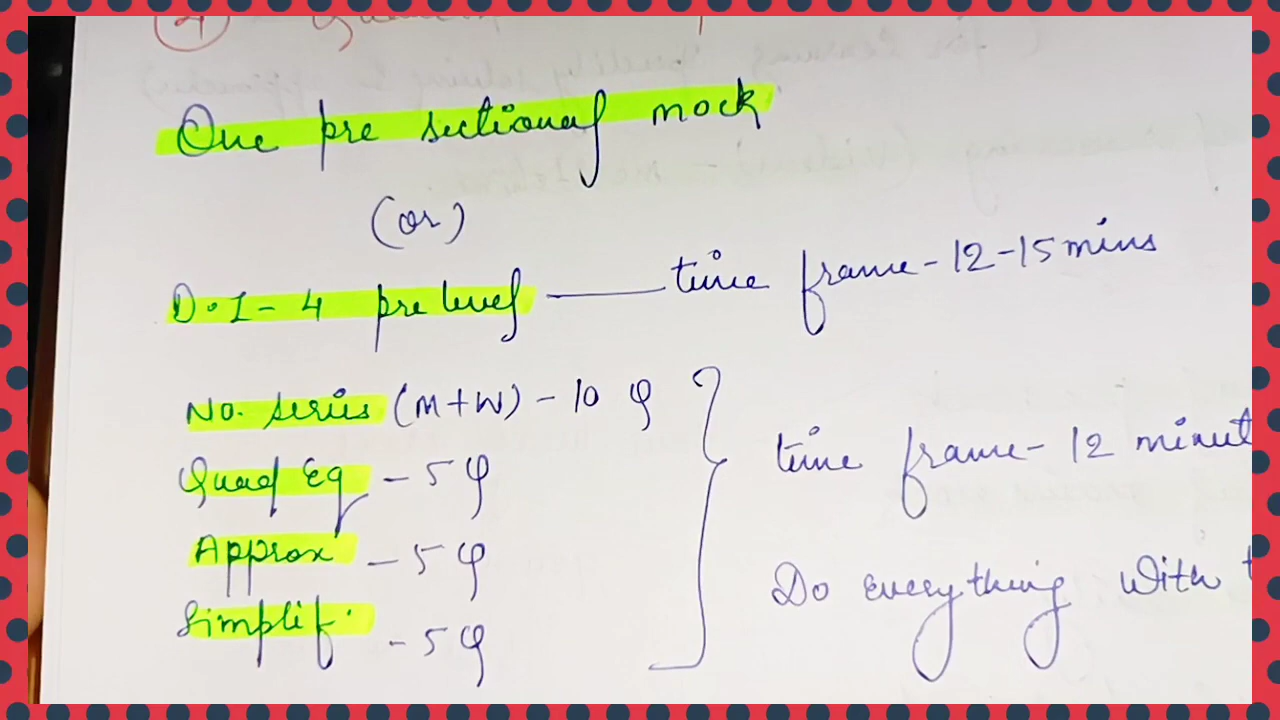 One pre sectional mock
(or)
D.I - 4 pre level — time frame - 12-15 mins
No. series (M+W) - 10 Q
Quad Eq - 5 Q
time frame - 12 minut
Approx - 5 Q
Do everything with t
Simplif. - 5 Q